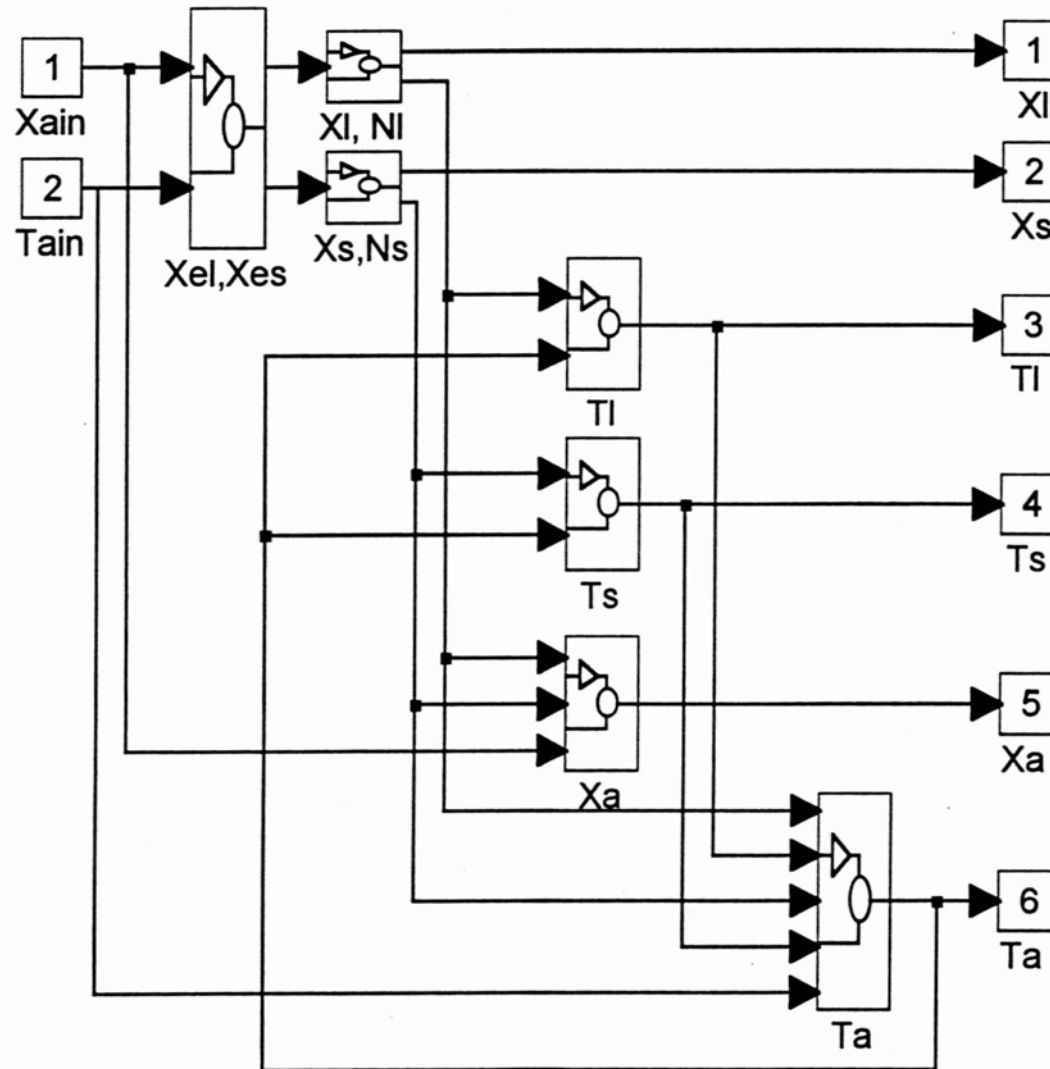 1
Xain
2
Tain
Xel,Xes
Xl, Nl
Xs,Ns
1
Xl
2
Xs
Tl
3
Tl
Ts
4
Ts
Xa
5
Xa
Ta
6
Ta